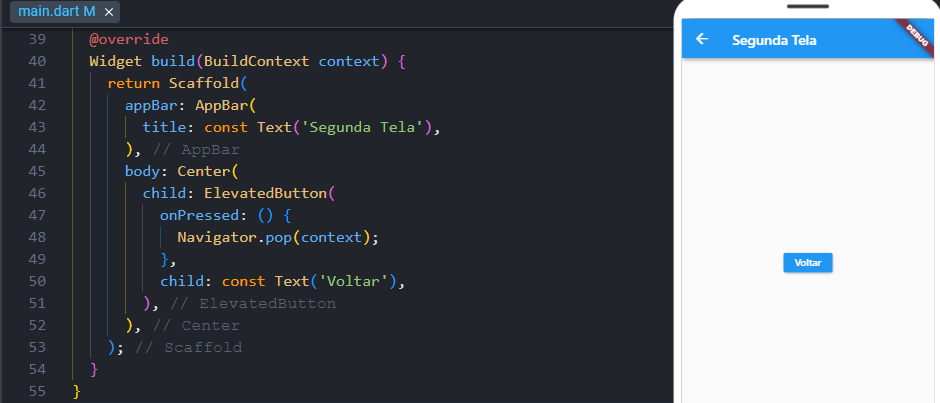 main.dart M ×
39 @override
40 Widget build(BuildContext context) {
41 return Scaffold(
42 appBar: AppBar(
43 title: const Text('Segunda Tela'),
44 ), // AppBar
45 body: Center(
46 child: ElevatedButton(
47 onPressed: () {
48 Navigator.pop(context);
49 },
50 child: const Text('Voltar'),
51 ), // ElevatedButton
52 ), // Center
53 ); // Scaffold
54 }
55 }
Segunda Tela
DEBUG
Voltar